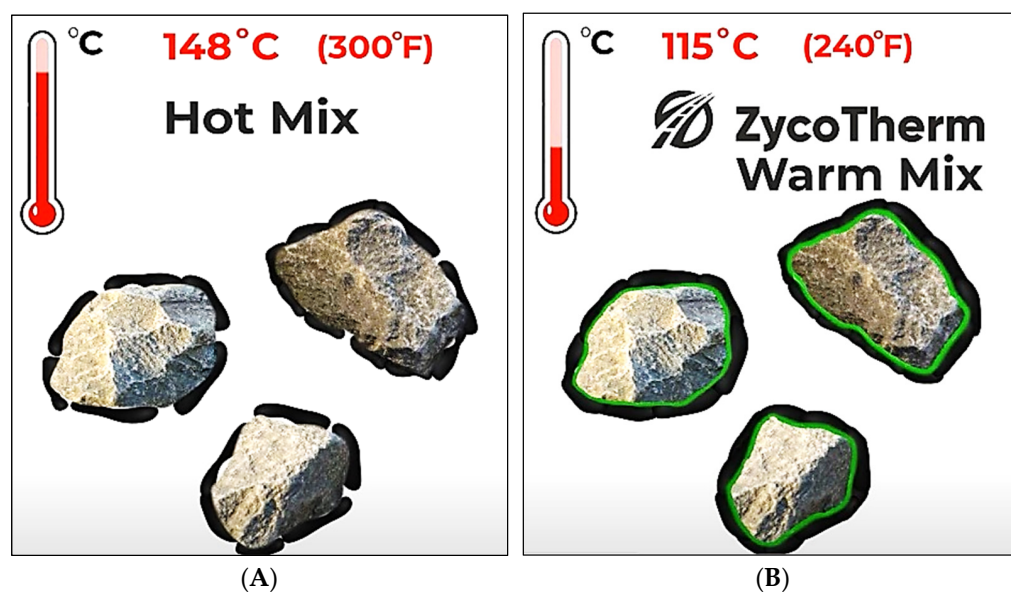 °C 148°C (300°F)
Hot Mix
°C 115°C (240°F)
ZycoTherm
Warm Mix
(A)
(B)